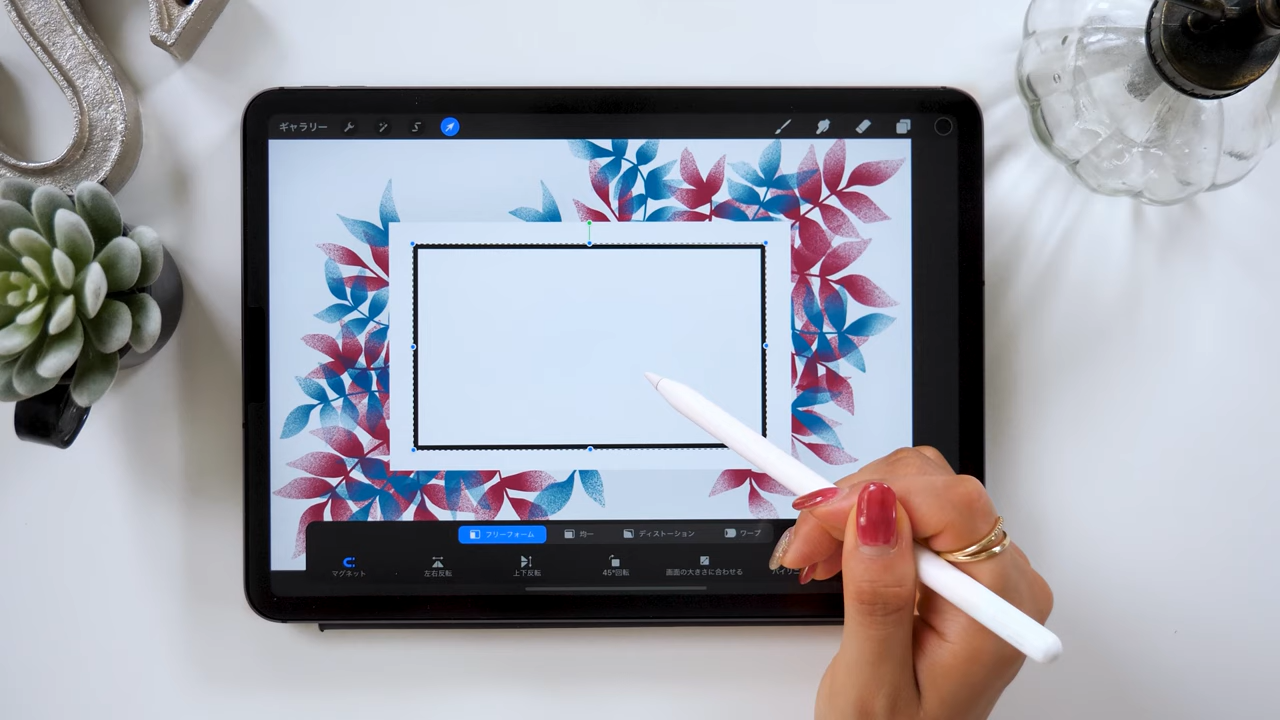 ギャラリー
フリーフォーム
均一
ディストーション
ワープ
マグネット
左右反転
上下反転
45°回転
画面の大きさに合わせる